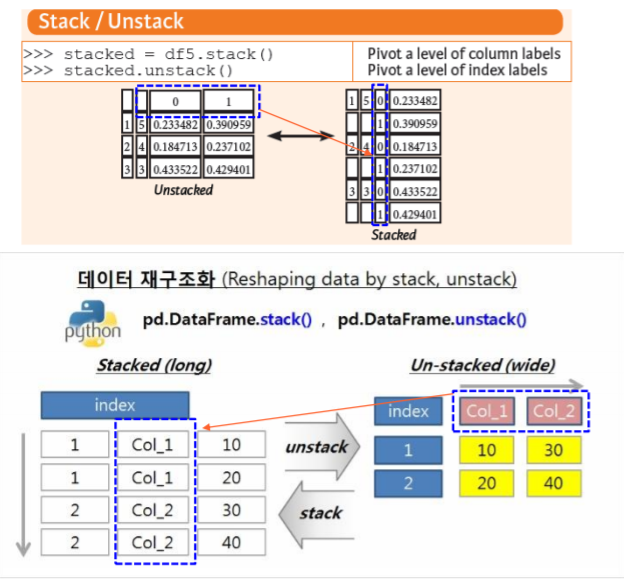 Stack / Unstack
>>> stacked = df5.stack() Pivot a level of column labels
>>> stacked.unstack() Pivot a level of index labels
0 1
1 5 0.233482 0.390959
2 4 0.184713 0.237102
3 3 0.433522 0.429401
Unstacked
1 5 0 0.233482
1 0.390959
2 4 0 0.184713
1 0.237102
3 3 0 0.433522
1 0.429401
Stacked
데이터 재구조화 (Reshaping data by stack, unstack)
python
pd.DataFrame.stack() , pd.DataFrame.unstack()
Stacked (long)
index
1 Col_1 10
1 Col_1 20
2 Col_2 30
2 Col_2 40
unstack
stack
Un-stacked (wide)
index Col_1 Col_2
1 10 30
2 20 40